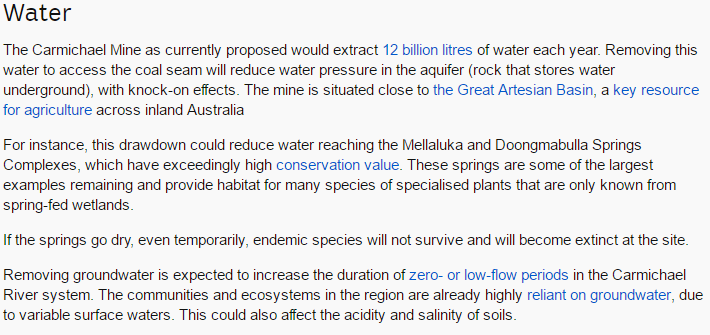 Water
The Carmichael Mine as currently proposed would extract 12 billion litres of water each year. Removing this
water to access the coal seam will reduce water pressure in the aquifer (rock that stores water
underground), with knock-on effects. The mine is situated close to the Great Artesian Basin, a key resource
for agriculture across inland Australia
For instance, this drawdown could reduce water reaching the Mellaluka and Doongmabulla Springs
Complexes, which have exceedingly high conservation value. These springs are some of the largest
examples remaining and provide habitat for many species of specialised plants that are only known from
spring-fed wetlands.
If the springs go dry, even temporarily, endemic species will not survive and will become extinct at the site.
Removing groundwater is expected to increase the duration of zero- or low-flow periods in the Carmichael
River system. The communities and ecosystems in the region are already highly reliant on groundwater, due
to variable surface waters. This could also affect the acidity and salinity of soils.